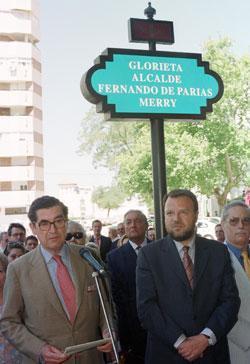 GLORIETA
ALCALDE
FERNANDO DE PARIAS
MERRY